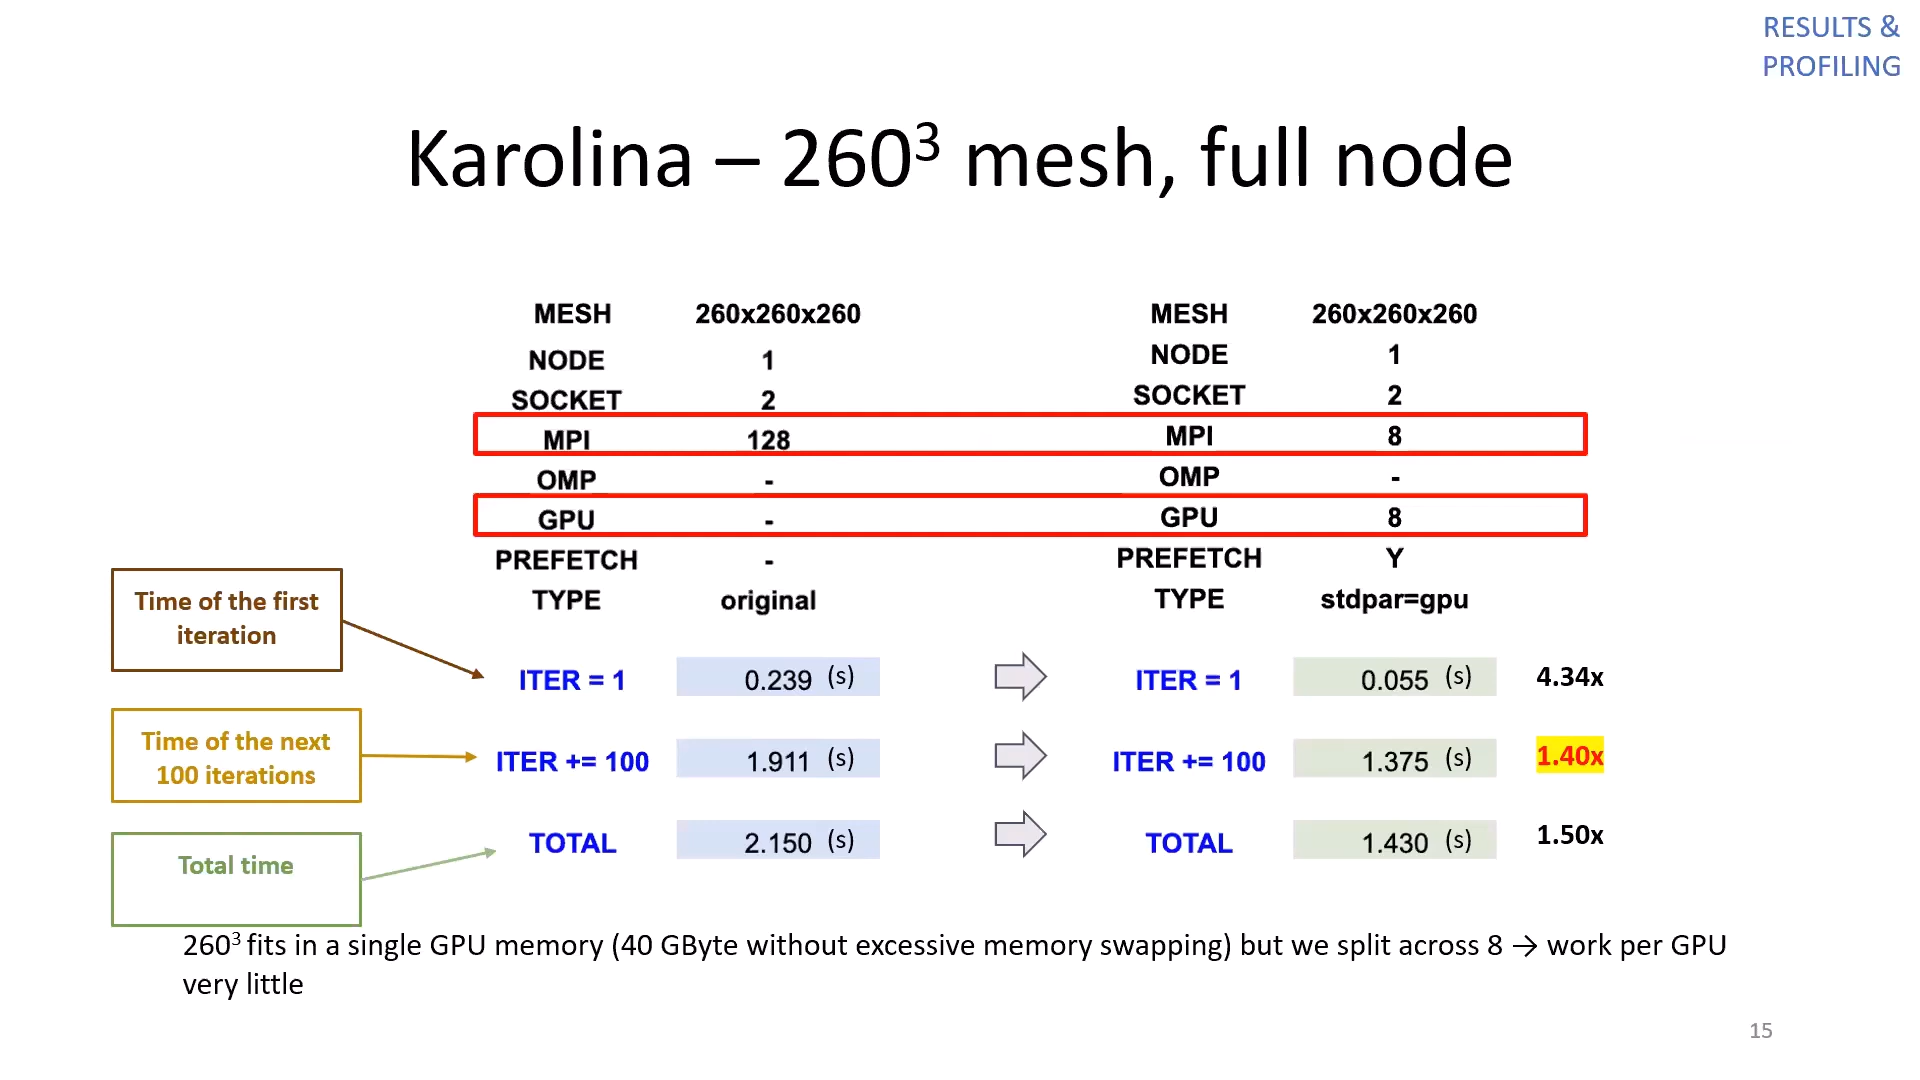 RESULTS &
PROFILING
Karolina – 260³ mesh, full node
MESH 260x260x260 MESH 260x260x260
NODE 1 NODE 1
SOCKET 2 SOCKET 2
MPI 128 MPI 8
OMP - OMP -
GPU - GPU 8
PREFETCH - PREFETCH Y
TYPE original TYPE stdpar=gpu
Time of the first
iteration
ITER = 1 0.239 (s) ITER = 1 0.055 (s) 4.34x
Time of the next
100 iterations
ITER += 100 1.911 (s) ITER += 100 1.375 (s) 1.40x
Total time
TOTAL 2.150 (s) TOTAL 1.430 (s) 1.50x
260³ fits in a single GPU memory (40 GByte without excessive memory swapping) but we split across 8 → work per GPU
very little
15